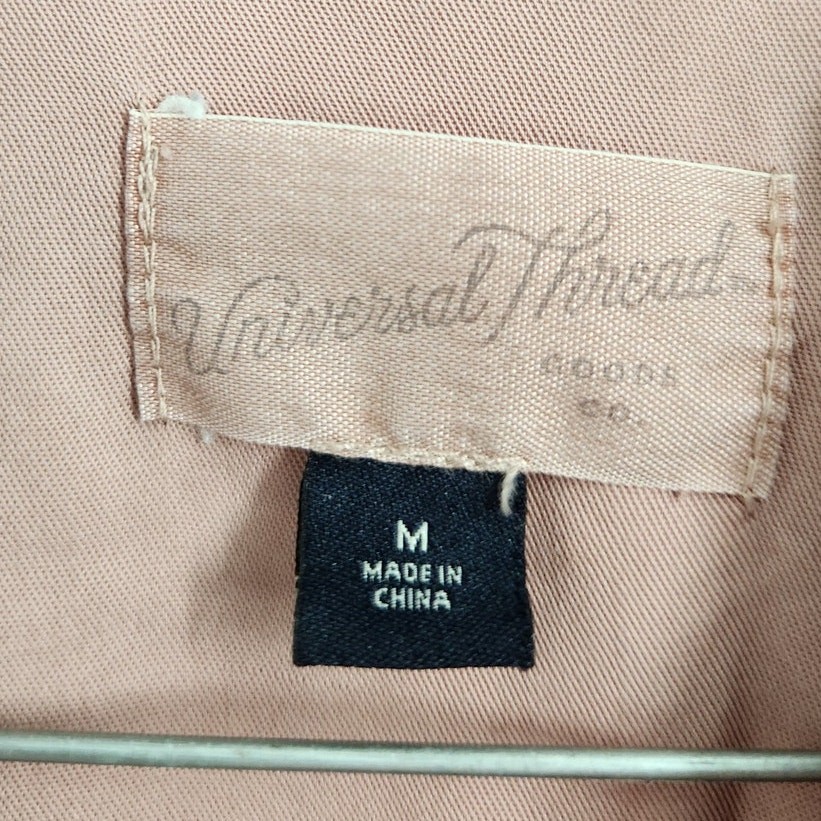 Universal Thread
GOODS
CO.
M
MADE IN
CHINA